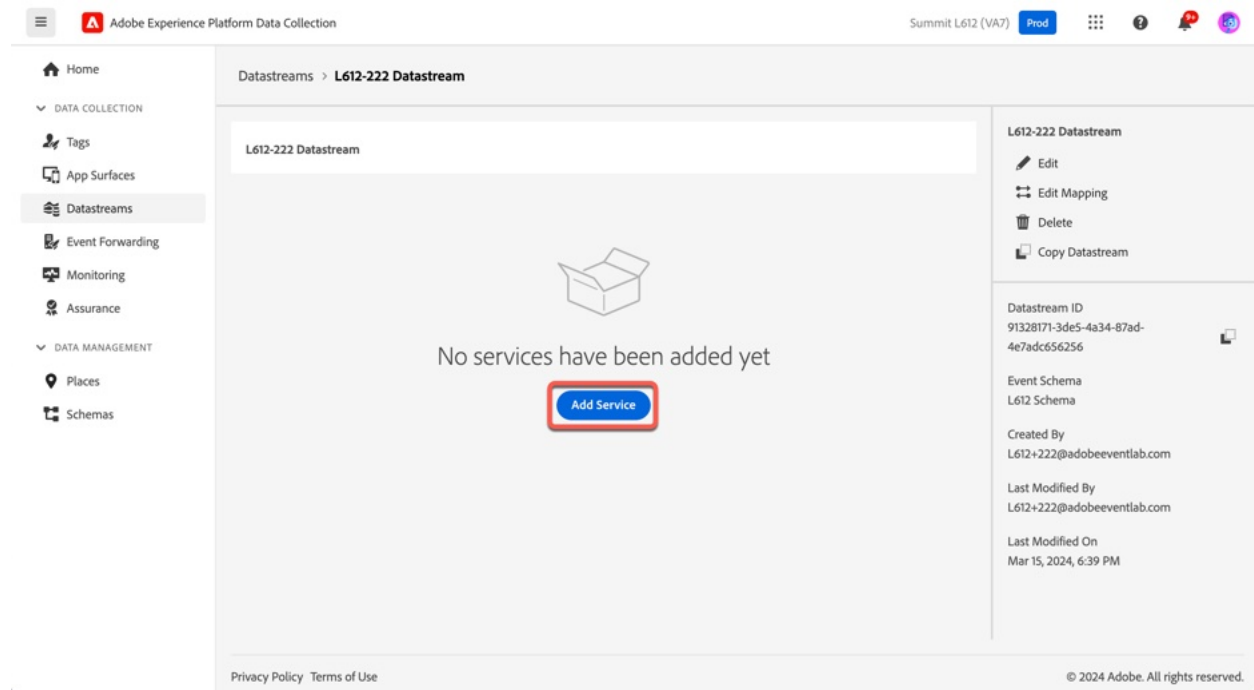 Adobe Experience Platform Data Collection
Summit L612 (VA7)
Prod
9+
Home
DATA COLLECTION
Tags
App Surfaces
Datastreams
Event Forwarding
Monitoring
Assurance
DATA MANAGEMENT
Places
Schemas
Datastreams > L612-222 Datastream
L612-222 Datastream
No services have been added yet
Add Service
L612-222 Datastream
Edit
Edit Mapping
Delete
Copy Datastream
Datastream ID
91328171-3de5-4a34-87ad-
4e7adc656256
Event Schema
L612 Schema
Created By
L612+222@adobeeventlab.com
Last Modified By
L612+222@adobeeventlab.com
Last Modified On
Mar 15, 2024, 6:39 PM
Privacy Policy Terms of Use
© 2024 Adobe. All rights reserved.